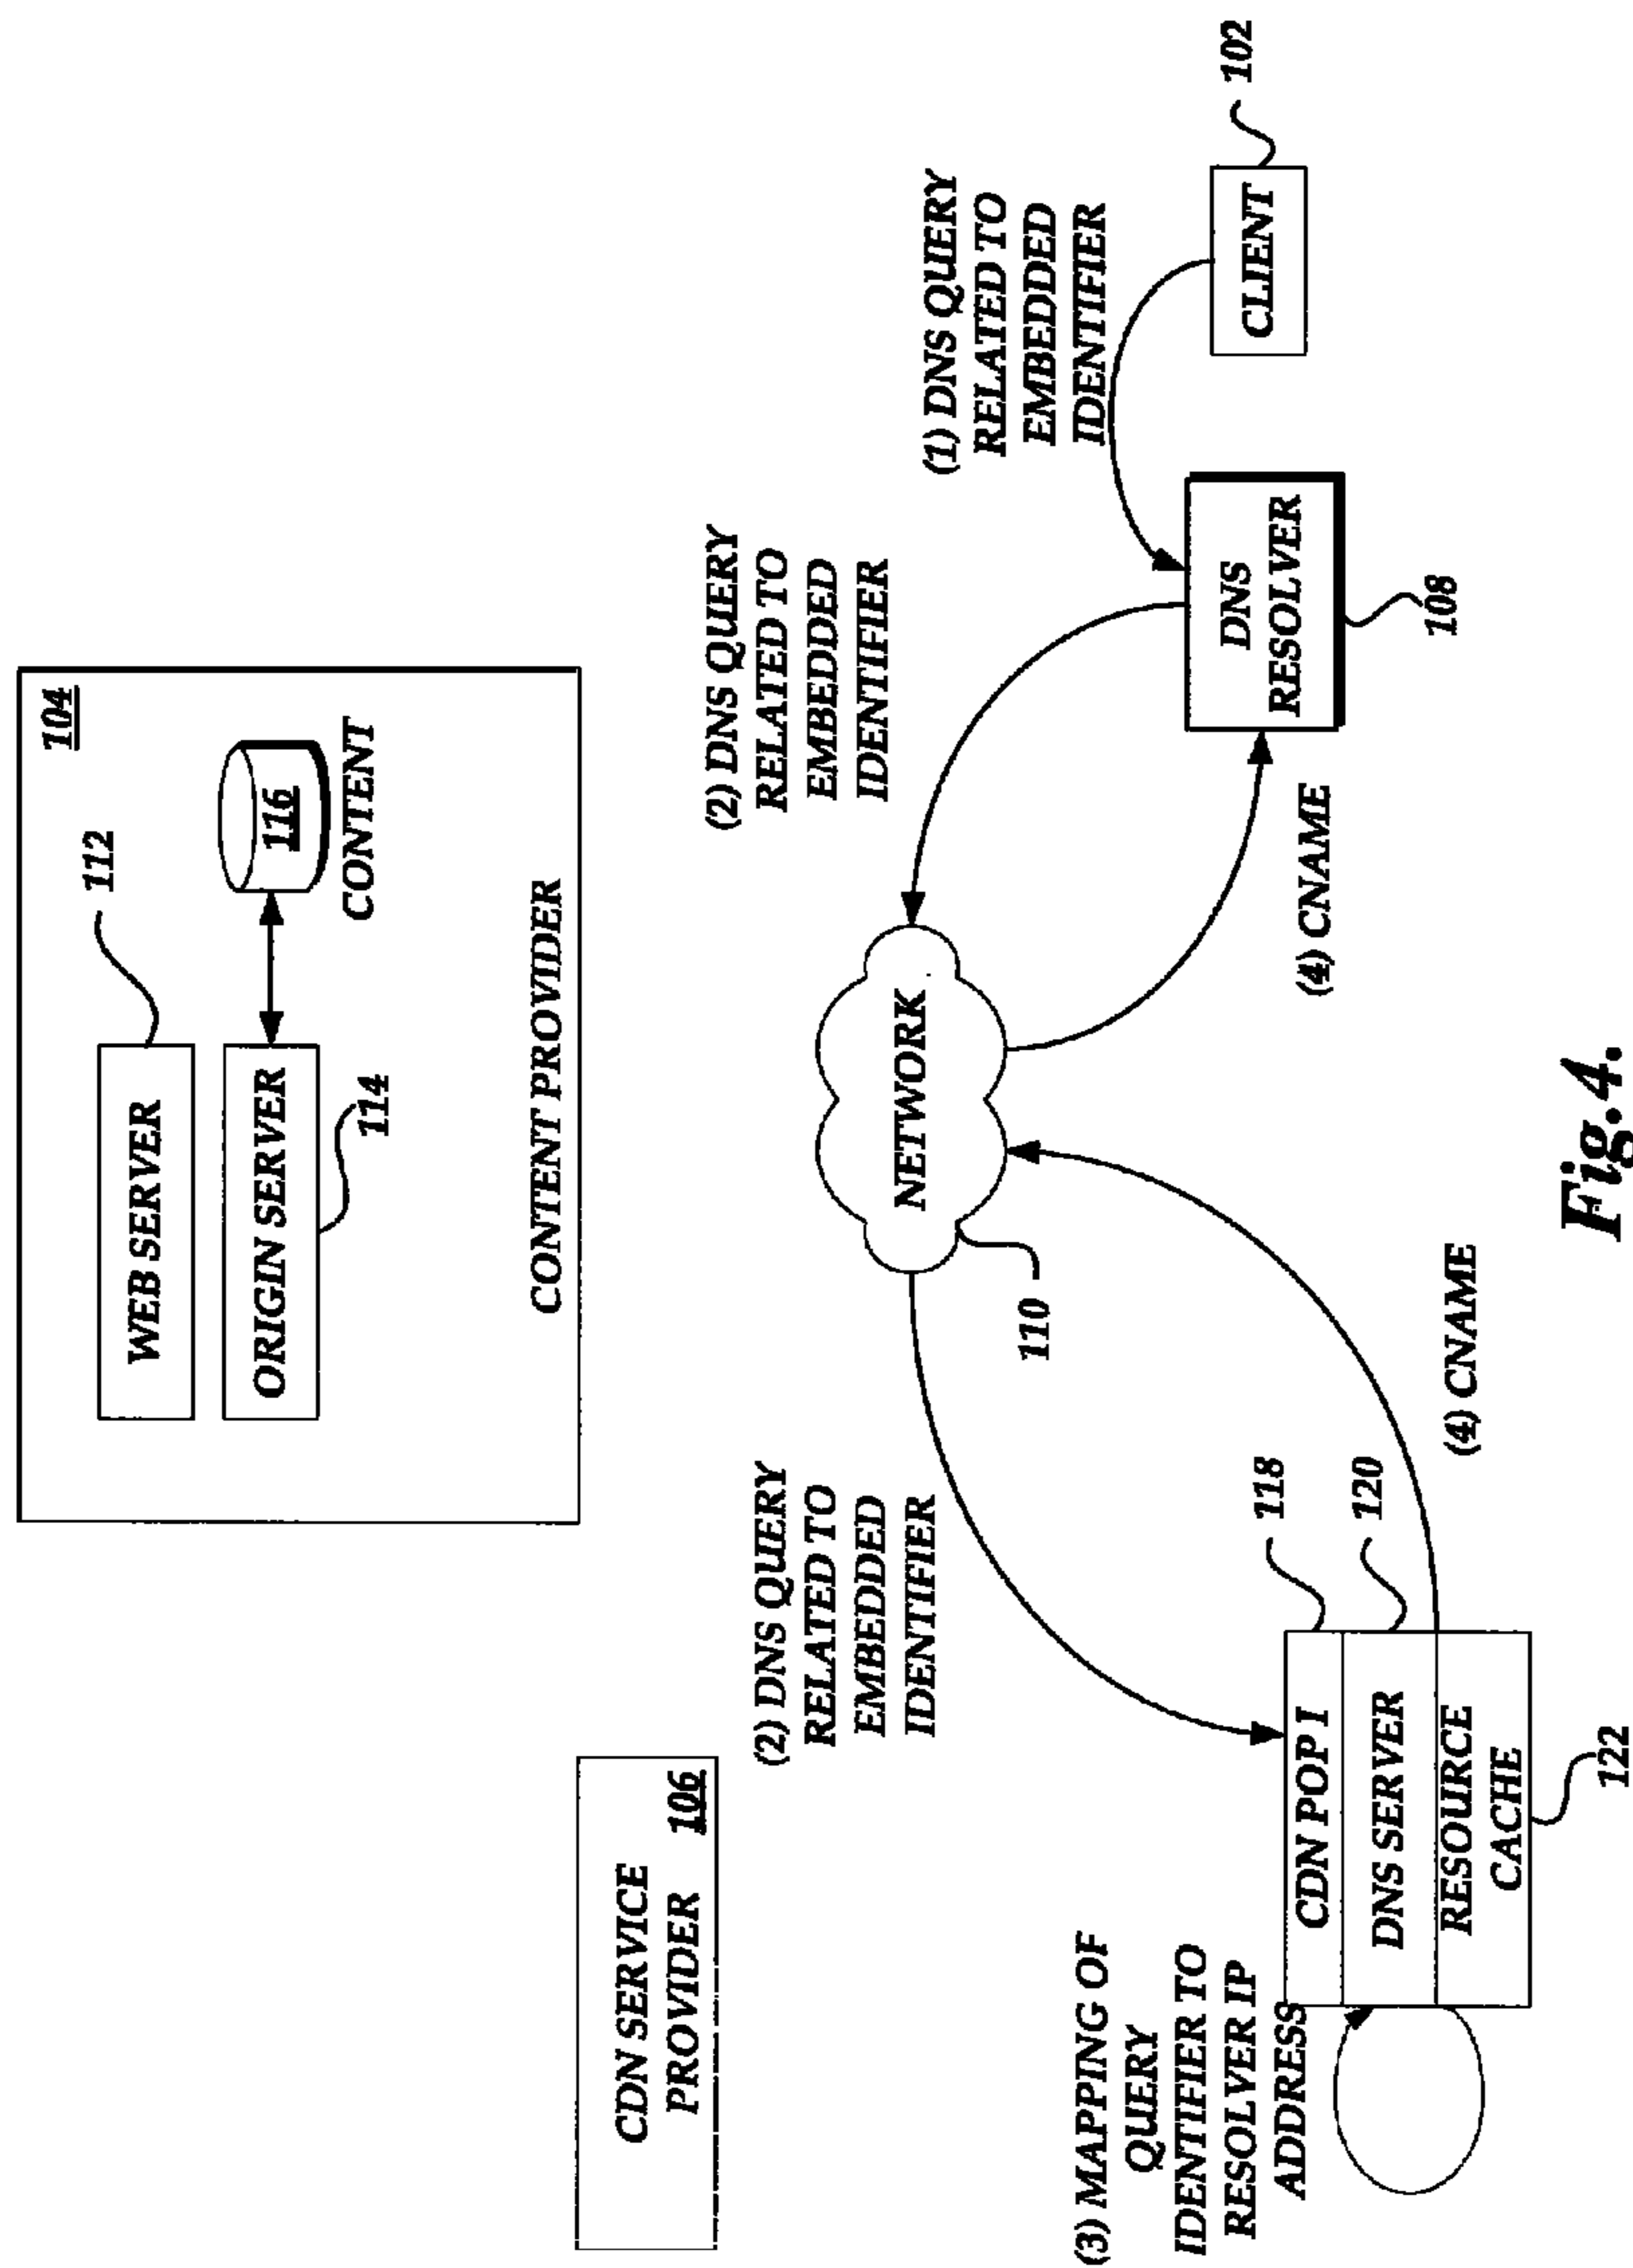 104
112
WEB SERVER
ORIGIN SERVER
116
CONTENT
114
CONTENT PROVIDER
CDN SERVICE
PROVIDER
106
(2) DNS QUERY
RELATED TO
EMBEDDED
IDENTIFIER
(2) DNS QUERY
RELATED TO
EMBEDDED
IDENTIFIER
(1) DNS QUERY
RELATED TO
EMBEDDED
IDENTIFIER
NETWORK
110
102
CLIENT
DNS
RESOLVER
108
(4) CNAME
(4) CNAME
(3) MAPPING OF
QUERY
IDENTIFIER TO
RESOLVER IP
ADDRESS
118
CDN POP I
120
DNS SERVER
RESOURCE
CACHE
122
Fig.4.